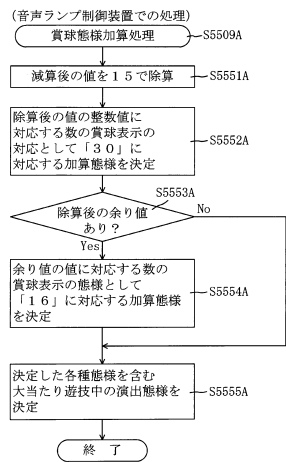 (音声ランプ制御装置での処理)
賞球態様加算処理
S5509A
減算後の値を15で除算
S5551A
除算後の値の整数値に
対応する数の賞球表示の
対応として「30」に
対応する加算態様を決定
S5552A
S5553A
除算後の余り値
あり?
No
Yes
余り値の値に対応する数の
賞球表示の態様として
「16」に対応する加算態様
を決定
S5554A
決定した各種態様を含む
大当たり遊技中の演出態様を
決定
S5555A
終了